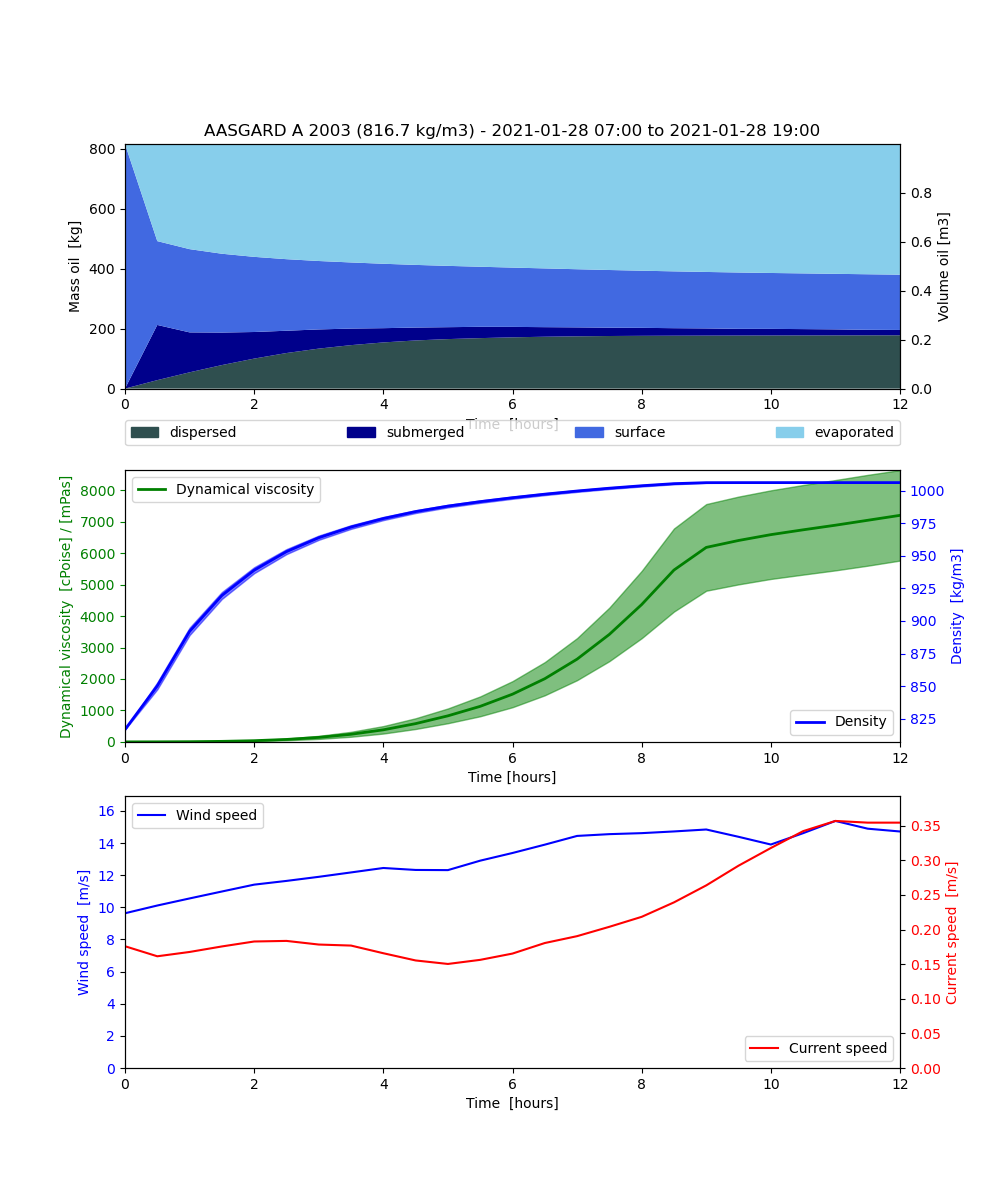 AASGARD A 2003 (816.7 kg/m3) - 2021-01-28 07:00 to 2021-01-28 19:00
Mass oil [kg]
800
600
400
200
0
0.8
0.6
0.4
0.2
0.0
Volume oil [m3]
0 2 4 6 8 10 12
Time [hours]
dispersed submerged surface evaporated
Dynamical viscosity [cPoise] / [mPas]
8000
7000
6000
5000
4000
3000
2000
1000
0
Dynamical viscosity
1000
975
950
925
900
875
850
825
Density [kg/m3]
Density
0 2 4 6 8 10 12
Time [hours]
Wind speed [m/s]
16
14
12
10
8
6
4
2
0
Wind speed
0.35
0.30
0.25
0.20
0.15
0.10
0.05
0.00
Current speed [m/s]
Current speed
0 2 4 6 8 10 12
Time [hours]